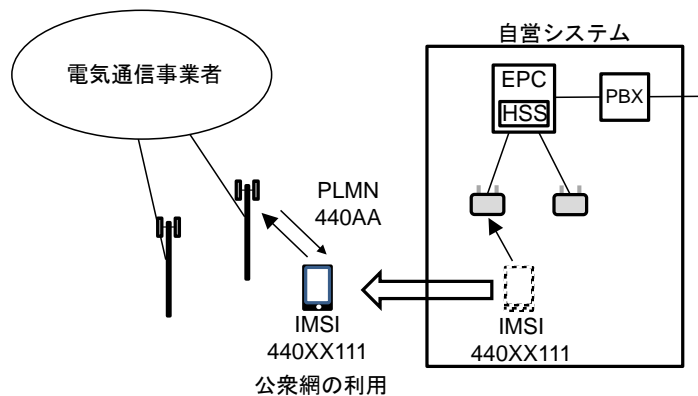 自営システム
電気通信事業者
EPC
HSS
PBX
PLMN
440AA
IMSI
440XX111
IMSI
440XX111
公衆網の利用